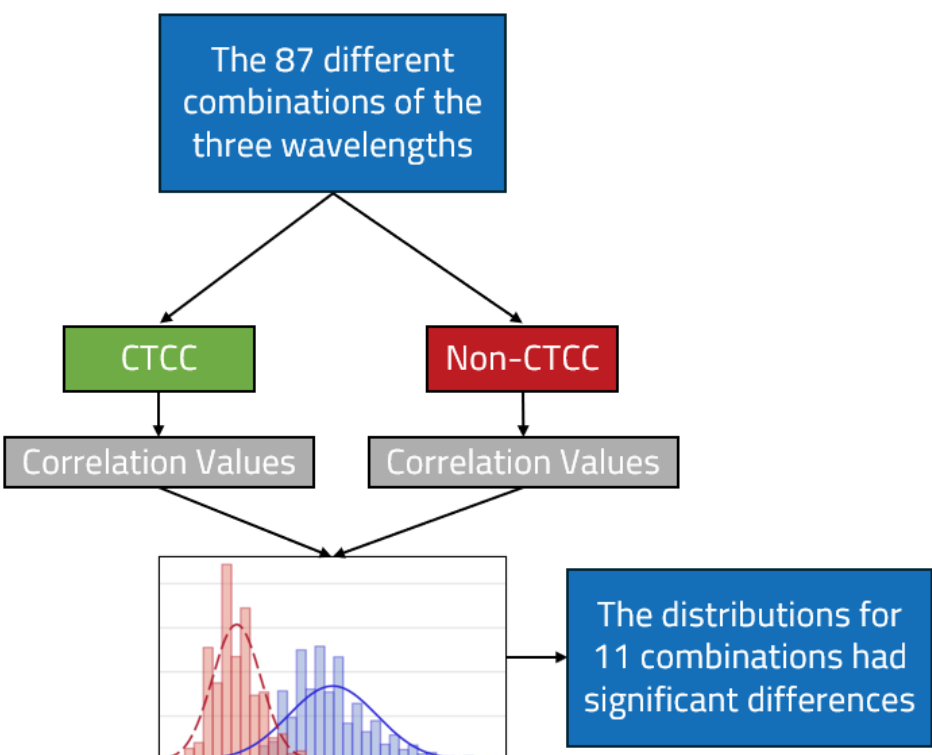 The 87 different
combinations of the
three wavelengths
CTCC
Non-CTCC
Correlation Values
Correlation Values
The distributions for
11 combinations had
significant differences